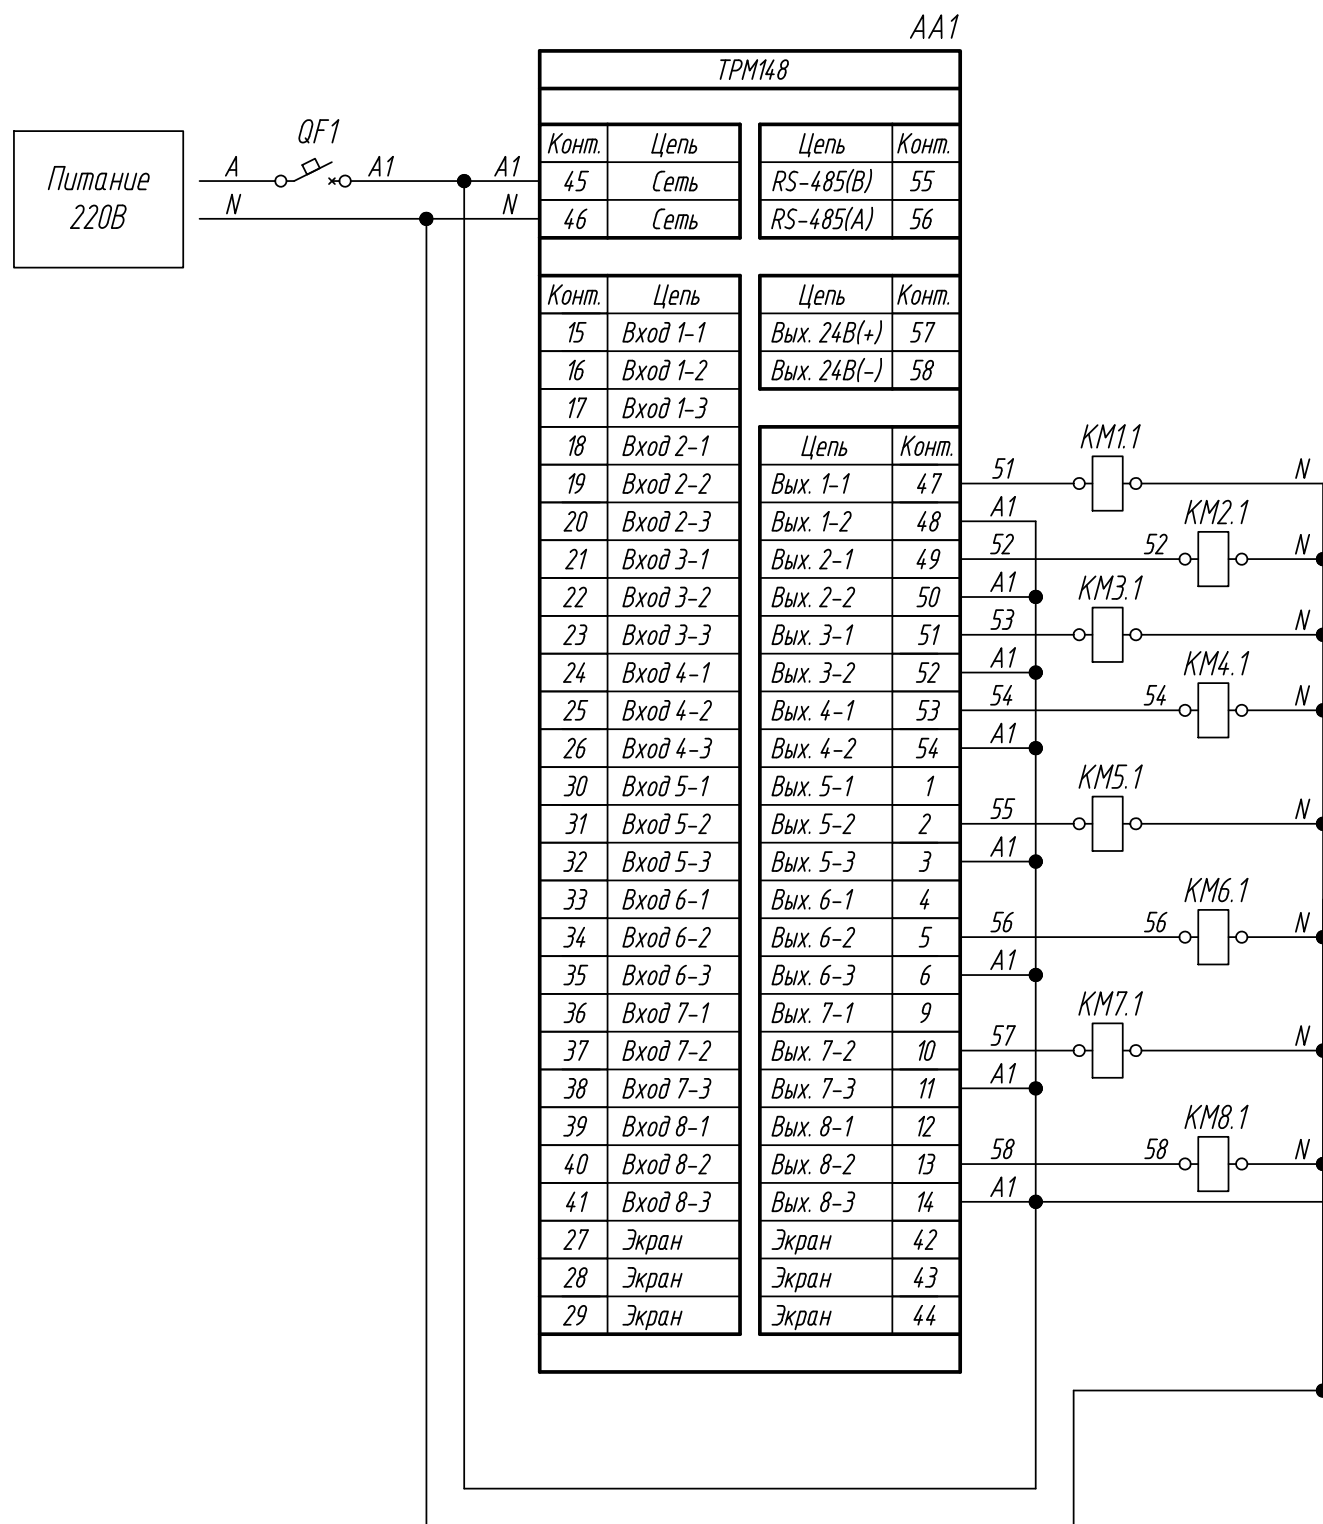 AA1
ТРМ148
Питание
220В
QF1
A A1 A1
N N
Конт. Цепь Цепь Конт.
45 Сеть RS-485(B) 55
46 Сеть RS-485(A) 56
Конт. Цепь Цепь Конт.
15 Вход 1-1 Вых. 24В(+) 57
16 Вход 1-2 Вых. 24В(-) 58
17 Вход 1-3
18 Вход 2-1 Цепь Конт.
19 Вход 2-2 Вых. 1-1 47 51 KM1.1 N
20 Вход 2-3 Вых. 1-2 48 A1
21 Вход 3-1 Вых. 2-1 49 52 52 KM2.1 N
22 Вход 3-2 Вых. 2-2 50 A1
23 Вход 3-3 Вых. 3-1 51 53 KM3.1 N
24 Вход 4-1 Вых. 3-2 52 A1
25 Вход 4-2 Вых. 4-1 53 54 54 KM4.1 N
26 Вход 4-3 Вых. 4-2 54 A1
30 Вход 5-1 Вых. 5-1 1
31 Вход 5-2 Вых. 5-2 2 55 KM5.1 N
32 Вход 5-3 Вых. 5-3 3 A1
33 Вход 6-1 Вых. 6-1 4
34 Вход 6-2 Вых. 6-2 5 56 56 KM6.1 N
35 Вход 6-3 Вых. 6-3 6 A1
36 Вход 7-1 Вых. 7-1 9
37 Вход 7-2 Вых. 7-2 10 57 KM7.1 N
38 Вход 7-3 Вых. 7-3 11 A1
39 Вход 8-1 Вых. 8-1 12
40 Вход 8-2 Вых. 8-2 13 58 58 KM8.1 N
41 Вход 8-3 Вых. 8-3 14 A1
27 Экран Экран 42
28 Экран Экран 43
29 Экран Экран 44